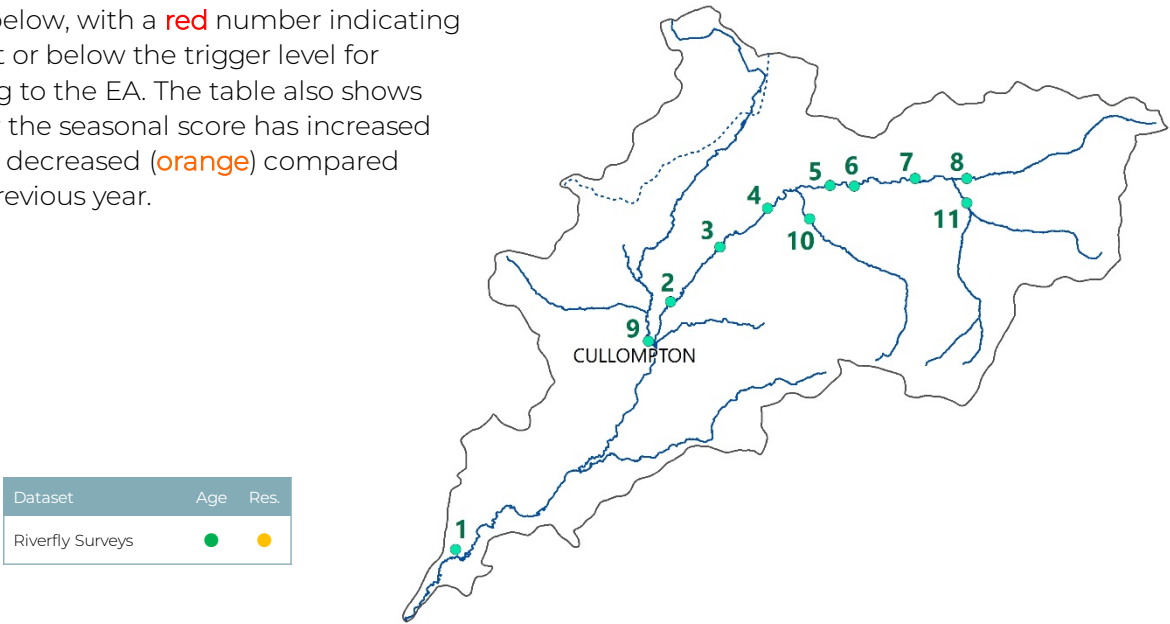 below, with a red number indicating
t or below the trigger level for
g to the EA. The table also shows
r the seasonal score has increased
decreased (orange) compared
revious year.
5 6 7 8
4
11
3
10
2
9
CULLOMPTON
Dataset Age Res.
Riverfly Surveys
1